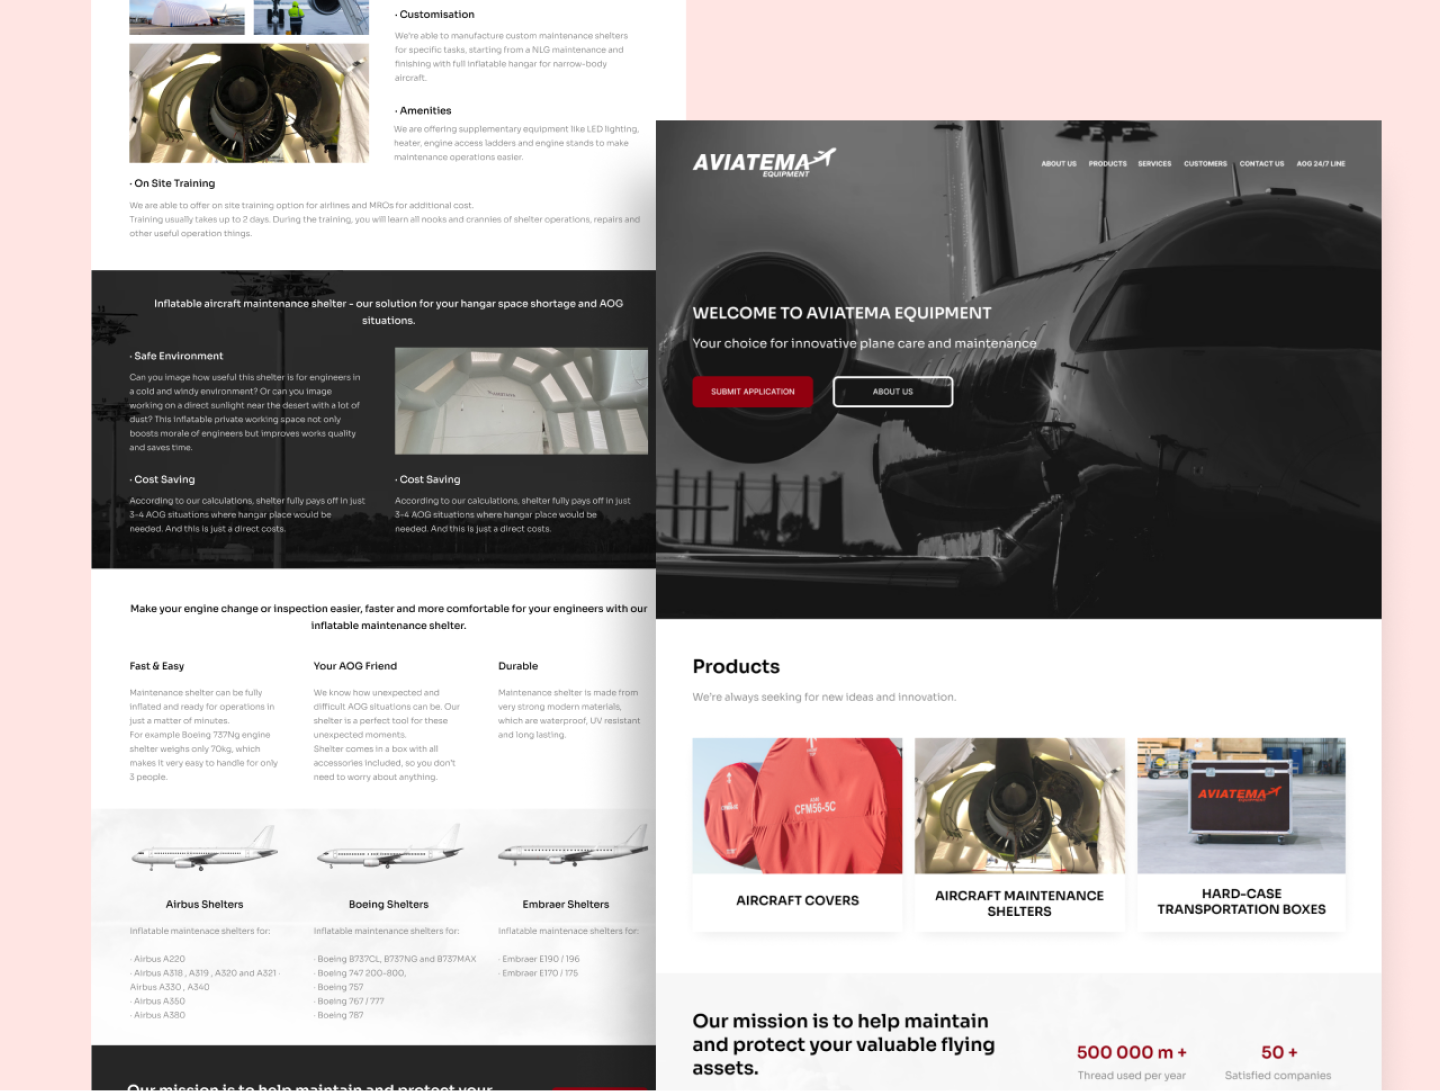 · Customisation
We're able to manufacture custom maintenance shelters
for specific tasks, starting from a NLG maintenance and
finishing with full inflatable hangar for narrow-body
aircraft.
· Amenities
We are offering supplementary equipment like LED lighting,
heater, engine access ladders and engine stands to make
maintenance operations easier.
· On Site Training
We are able to offer on site training option for airlines and MROs for additional cost.
Training usually takes up to 2 days. During the training, you will learn all nooks and crannies of shelter operations, repairs and
other useful operation things.
Inflatable aircraft maintenance shelter - our solution for your hangar space shortage and AOG
situations.
· Safe Environment
Can you image how useful this shelter is for engineers in
a cold and windy environment? Or can you image
working on a direct sunlight near the desert with a lot of
dust? This inflatable private working space not only
boosts morale of engineers but improves works quality
and saves time.
· Cost Saving
According to our calculations, shelter fully pays off in just
3-4 AOG situations where hangar place would be
needed. And this is just a direct costs.
· Cost Saving
According to our calculations, shelter fully pays off in just
3-4 AOG situations where hangar place would be
needed. And this is just a direct costs.
Make your engine change or inspection easier, faster and more comfortable for your engineers with our
inflatable maintenance shelter.
Fast & Easy
Maintenance shelter can be fully
inflated and ready for operations in
just a matter of minutes.
For example Boeing 737Ng engine
shelter weighs only 70kg, which
makes it very easy to handle for only
3 people.
Your AOG Friend
We know how unexpected and
difficult AOG situations can be. Our
shelter is a perfect tool for these
unexpected moments.
Shelter comes in a box with all
accessories included, so you don't
need to worry about anything.
Durable
Maintenance shelter is made from
very strong modern materials,
which are waterproof, UV resistant
and long lasting.
Airbus Shelters
Inflatable maintenace shelters for:
· Airbus A220
· Airbus A318 , A319 , A320 and A321 ·
Airbus A330 , A340
· Airbus A350
· Airbus A380
Boeing Shelters
Inflatable maintenance shelters for:
· Boeing B737CL, B737NG and B737MAX
· Boeing 747 200-800,
· Boeing 757
· Boeing 767 / 777
· Boeing 787
Embraer Shelters
Inflatable maintenace shelters for:
· Embraer E190 / 196
· Embraer E170 / 175
Our mission is to help maintain and protect your
AVIATEMA
EQUIPMENT
ABOUT US PRODUCTS SERVICES CUSTOMERS CONTACT US AOG 24/7 LINE
WELCOME TO AVIATEMA EQUIPMENT
Your choice for innovative plane care and maintenance
SUBMIT APPLICATION
ABOUT US
Products
We're always seeking for new ideas and innovation.
CFM56-5C
AVIATEMA
EQUIPMENT
AIRCRAFT COVERS
AIRCRAFT MAINTENANCE
SHELTERS
HARD-CASE
TRANSPORTATION BOXES
Our mission is to help maintain
and protect your valuable flying
assets.
500 000 m +
Thread used per year
50 +
Satisfied companies